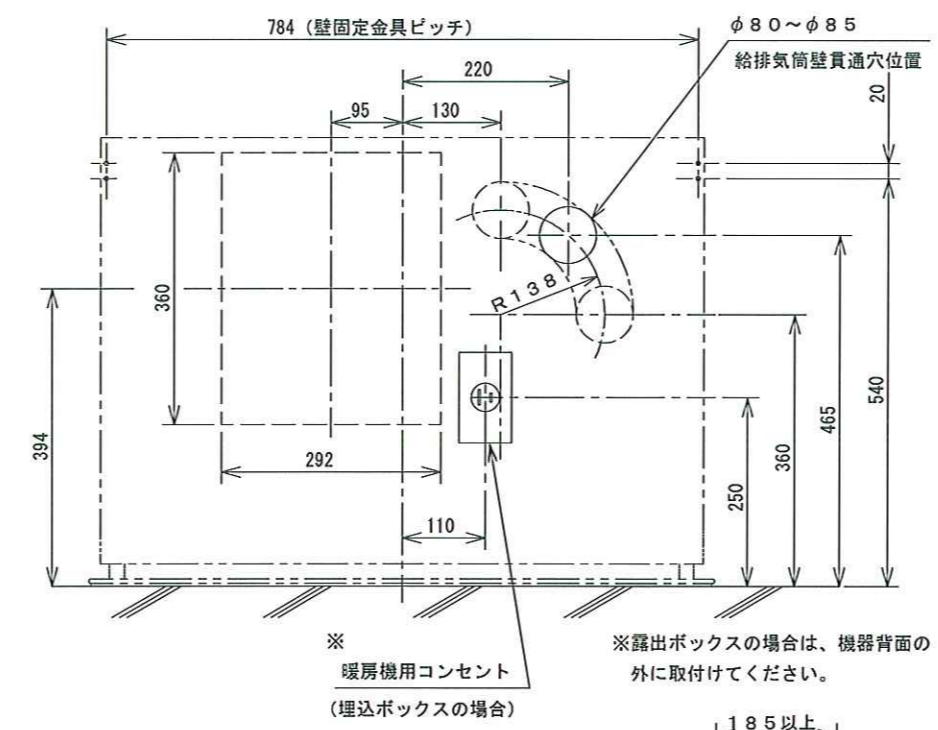 784 (壁固定金具ピッチ)
φ80～φ85
給排気筒壁貫通穴位置
220
20
95
130
360
R138
394
292
540
465
360
250
110
※
暖房機用コンセント
(埋込ボックスの場合)
※露出ボックスの場合は、機器背面の
外に取付けてください。
185以上